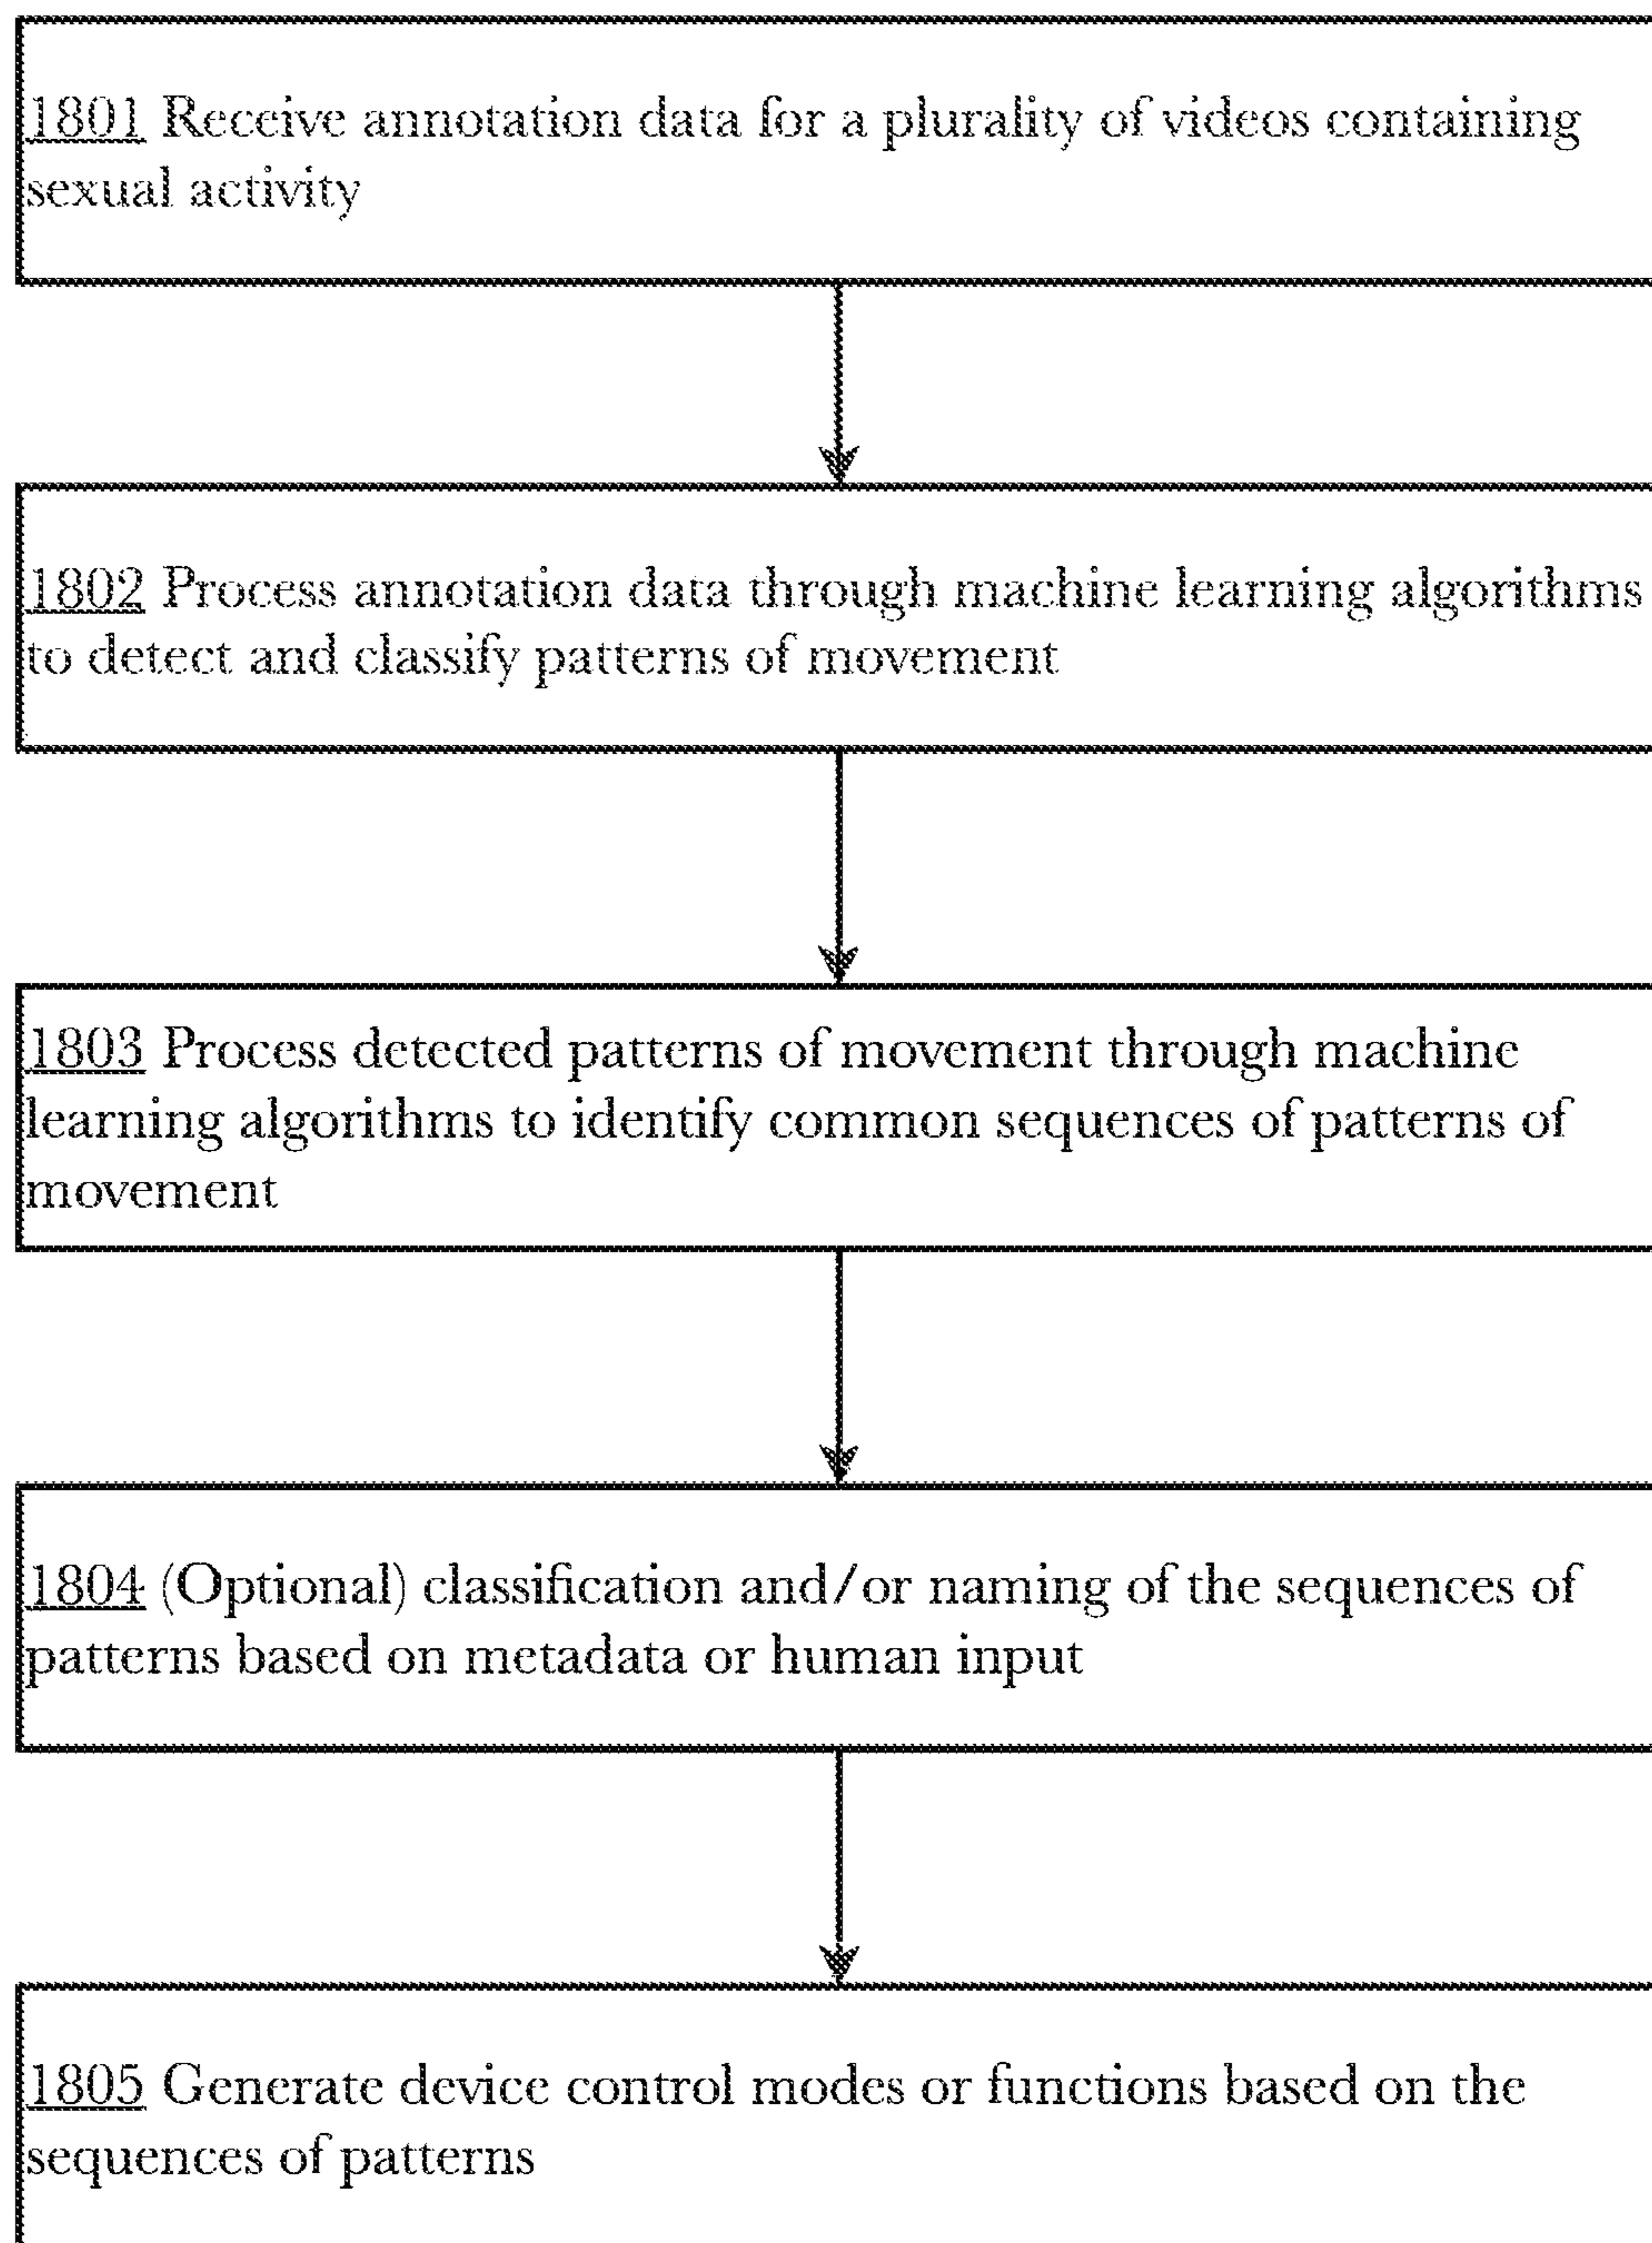 1801 Receive annotation data for a plurality of videos containing
sexual activity
1802 Process annotation data through machine learning algorithms
to detect and classify patterns of movement
1803 Process detected patterns of movement through machine
learning algorithms to identify common sequences of patterns of
movement
1804 (Optional) classification and/or naming of the sequences of
patterns based on metadata or human input
1805 Generate device control modes or functions based on the
sequences of patterns